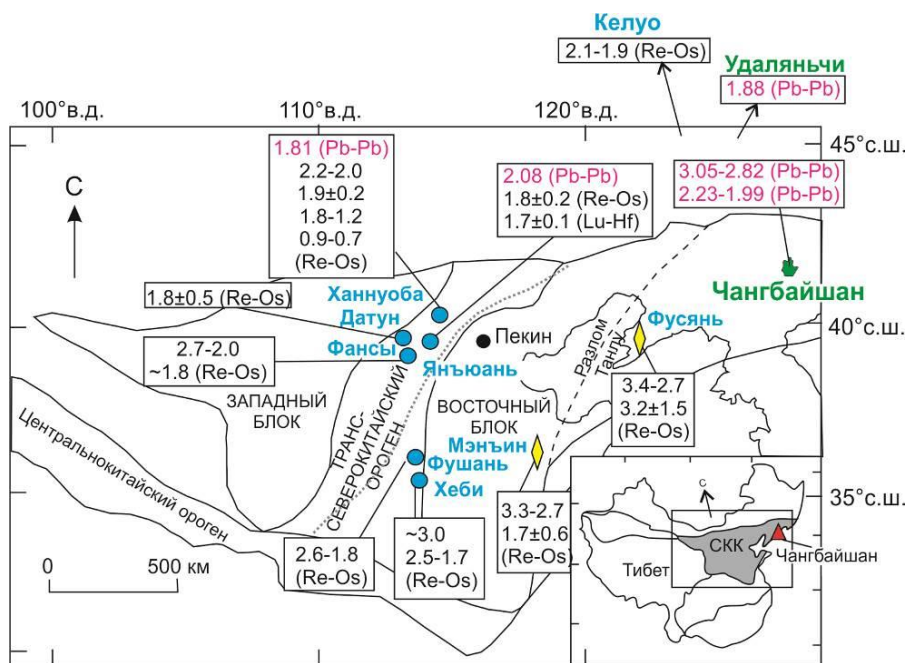 Келуо
2.1-1.9 (Re-Os)
Удаляньчи
1.88 (Pb-Pb)
100°в.д.
110°в.д.
120°в.д.
45°с.ш.
1.81 (Pb-Pb)
2.2-2.0
1.9±0.2
1.8-1.2
0.9-0.7
(Re-Os)
2.08 (Pb-Pb)
1.8±0.2 (Re-Os)
1.7±0.1 (Lu-Hf)
3.05-2.82 (Pb-Pb)
2.23-1.99 (Pb-Pb)
С
Чангбайшан
1.8±0.5 (Re-Os)
Ханнуоба
Датун
Фансы
Янъюань
Пекин
Фусянь
40°с.ш.
Разлом
Танлу
2.7-2.0
~1.8 (Re-Os)
3.4-2.7
3.2±1.5
(Re-Os)
ЗАПАДНЫЙ
БЛОК
ТРАНС-
СЕВЕРОКИТАЙСКИЙ
ОРОГЕН
ВОСТОЧНЫЙ
БЛОК
Мэнъин
Фушань
Хеби
Центральнокитайский ороген
35°с.ш.
3.3-2.7
1.7±0.6
(Re-Os)
~3.0
2.5-1.7
(Re-Os)
2.6-1.8
(Re-Os)
0 500 км
С
СКК
Чангбайшан
Тибет